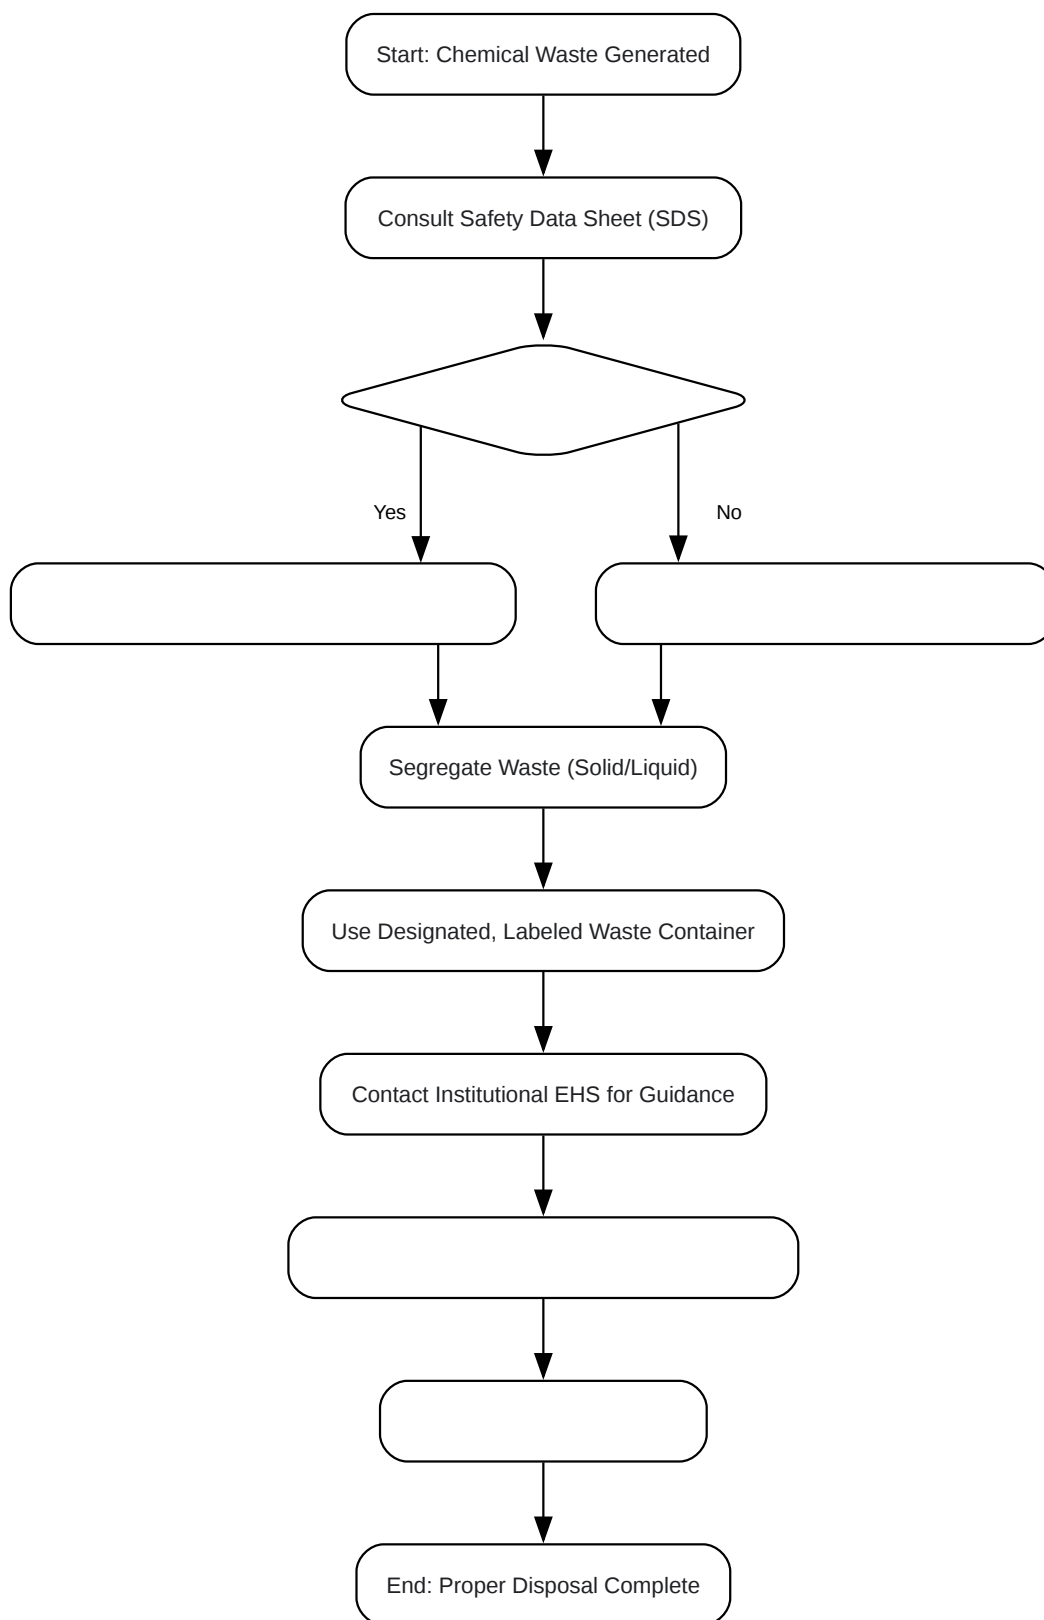 Start: Chemical Waste Generated
Consult Safety Data Sheet (SDS)
Yes
No
Segregate Waste (Solid/Liquid)
Use Designated, Labeled Waste Container
Contact Institutional EHS for Guidance
End: Proper Disposal Complete